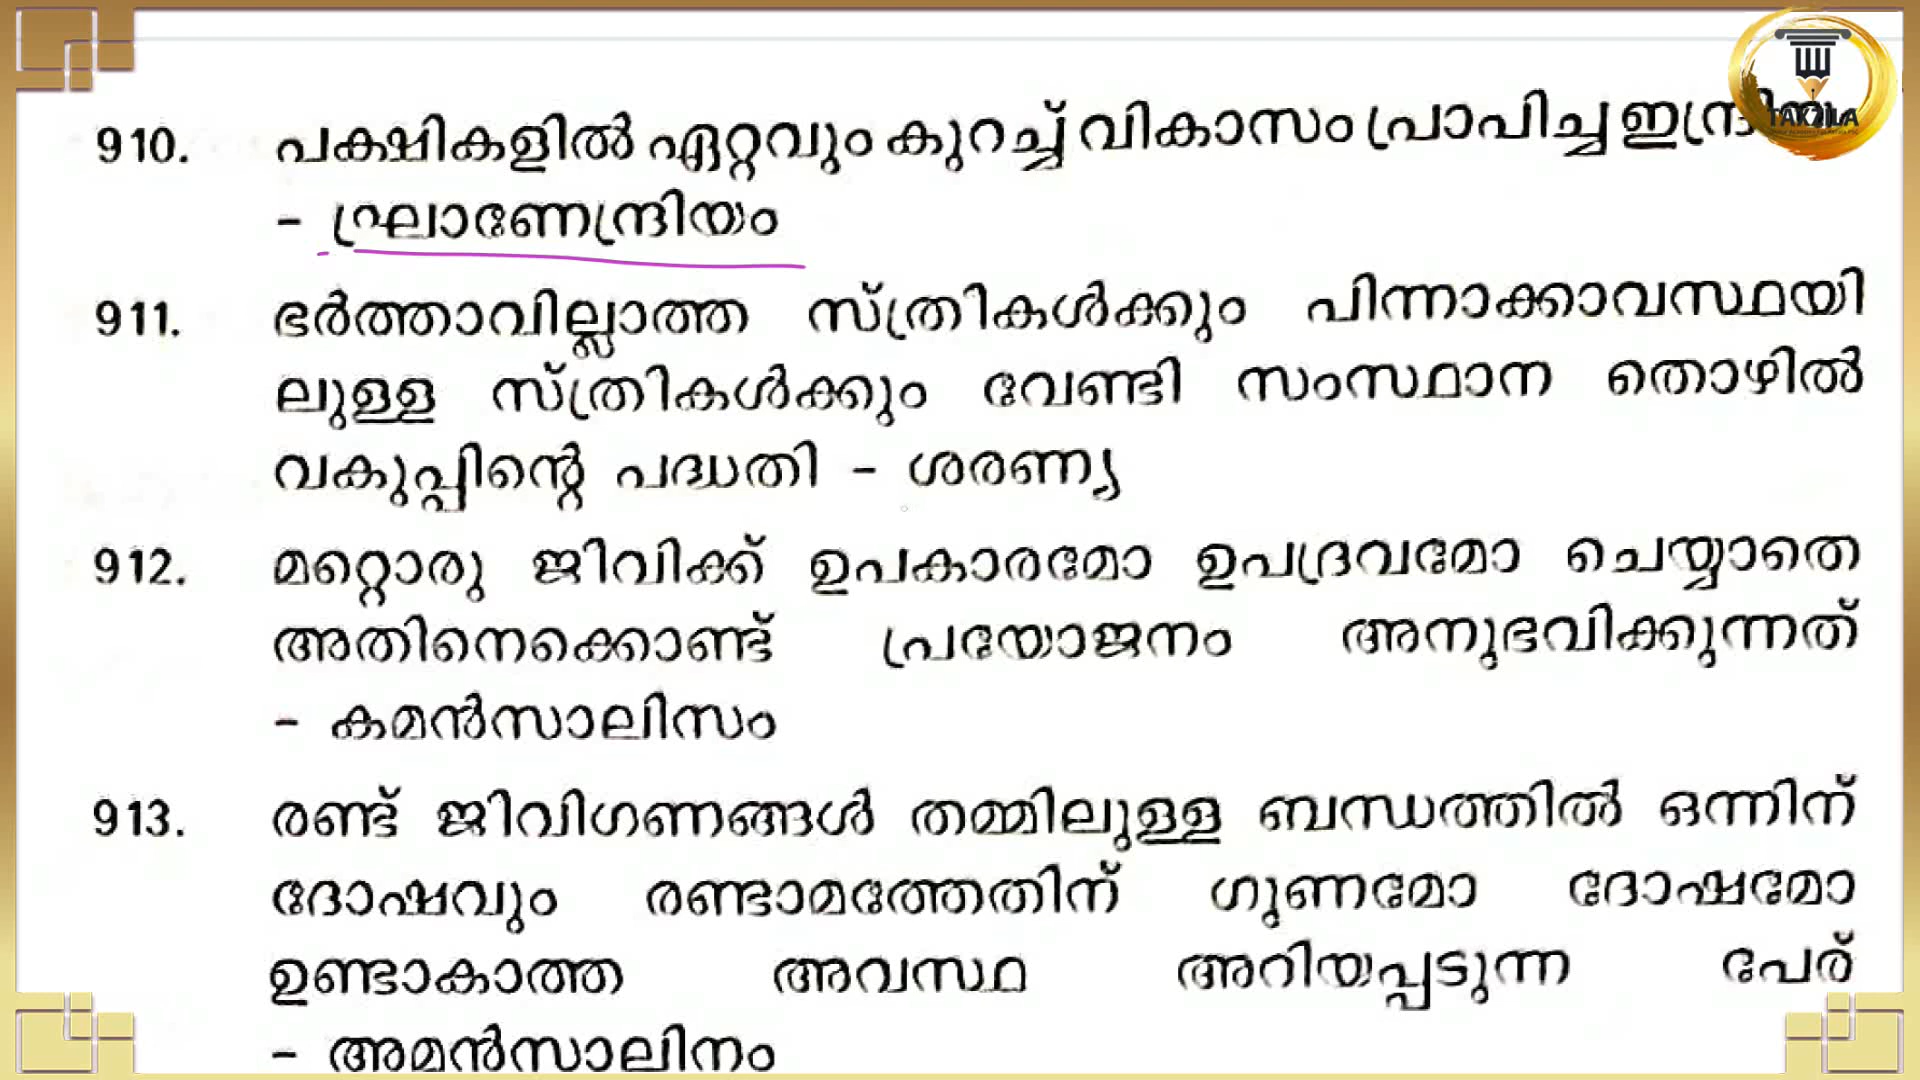 910. പക്ഷികളിൽ ഏറ്റവും കുറച്ച് വികാസം പ്രാപിച്ച
TAKZILA
- ഘ്രാണേന്ദ്രിയം
911. ഭർത്താവില്ലാത്ത സ്ത്രികൾക്കും പിന്നാക്കാവസ്ഥയി
ലുള്ള സ്ത്രികൾക്കും വേണ്ടി സംസ്ഥാന തൊഴിൽ
വകുപ്പിന്റെ പദ്ധതി - ശരണ്യ
912. മറ്റൊരു ജീവിക്ക് ഉപകാരമോ ഉപദ്രവമോ ചെയ്യാതെ
അതിനെക്കൊണ്ട് പ്രയോജനം അനുഭവിക്കുന്നത്
- കമൻസാലിസം
913. രണ്ട് ജീവിഗണങ്ങൾ തമ്മിലുള്ള ബന്ധത്തിൽ ഒന്നിന്
ദോഷവും രണ്ടാമത്തേതിന് ഗുണമോ ദോഷമോ
ഉണ്ടാകാത്ത അവസ്ഥ അറിയപ്പടുന്ന പേര്
- അമൻസാലിനം